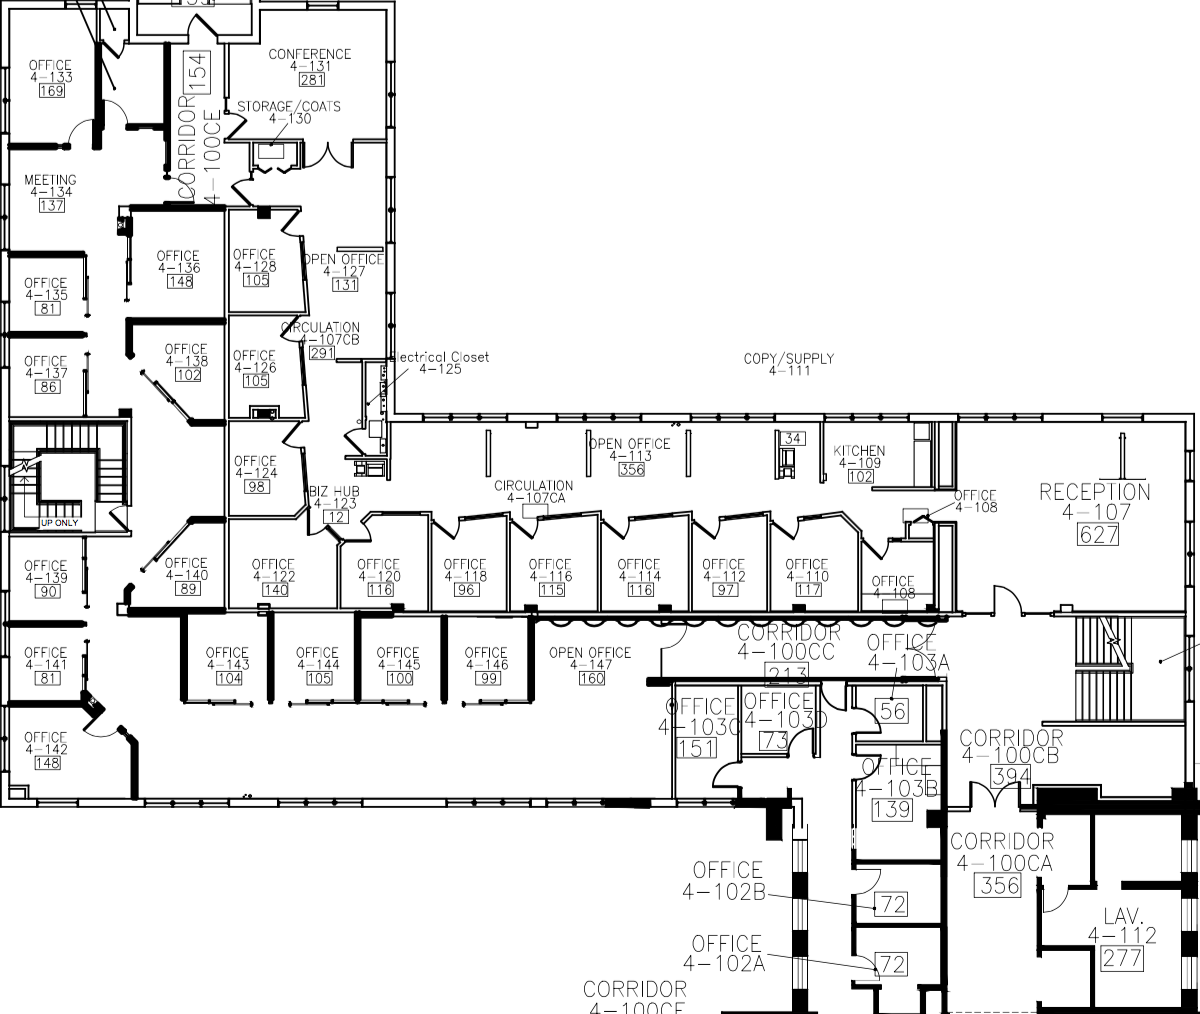 OFFICE
4-133
169
CORRIDOR
4-100CE
154
CONFERENCE
4-131
281
STORAGE/COATS
4-130
MEETING
4-134
137
OFFICE
4-136
148
OFFICE
4-128
105
OPEN OFFICE
4-127
131
OFFICE
4-135
81
CIRCULATION
4-107CB
291
OFFICE
4-137
86
OFFICE
4-138
102
OFFICE
4-126
105
Electrical Closet
4-125
COPY/SUPPLY
4-111
OFFICE
4-124
98
OPEN OFFICE
4-113
356
34
KITCHEN
4-109
102
CIRCULATION
4-107CA
BIZ HUB
4-123
12
OFFICE
4-108
RECEPTION
4-107
627
UP ONLY
OFFICE
4-139
90
OFFICE
4-140
89
OFFICE
4-122
140
OFFICE
4-120
116
OFFICE
4-118
96
OFFICE
4-116
115
OFFICE
4-114
116
OFFICE
4-112
97
OFFICE
4-110
117
OFFICE
4-108
OFFICE
4-141
81
OFFICE
4-143
104
OFFICE
4-144
105
OFFICE
4-145
100
OFFICE
4-146
99
OPEN OFFICE
4-147
160
CORRIDOR
4-100CC
213
OFFICE
4-103A
56
OFFICE
4-142
148
OFFICE
4-103C
151
OFFICE
4-103D
73
OFFICE
4-103B
139
CORRIDOR
4-100CB
394
CORRIDOR
4-100CA
356
OFFICE
4-102B
72
LAV.
4-112
277
OFFICE
4-102A
72
CORRIDOR